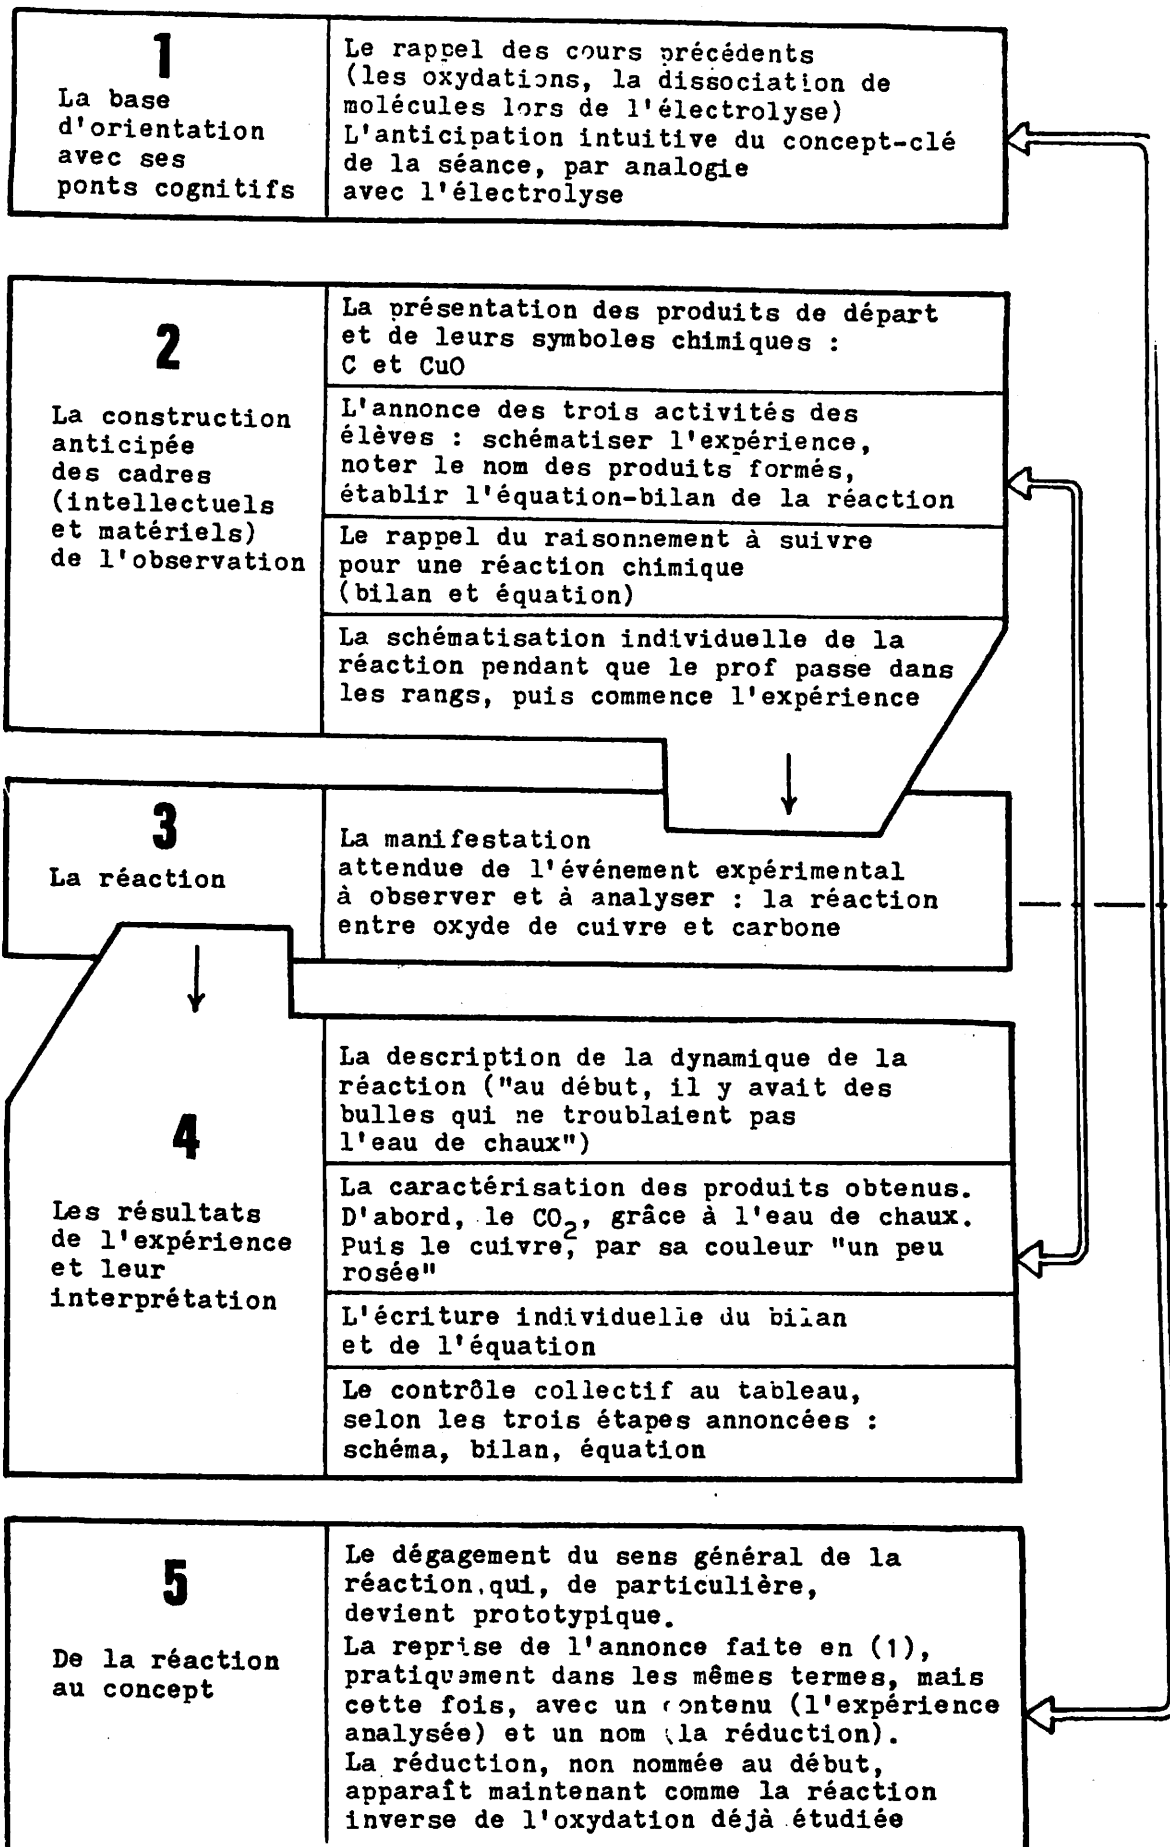 1
La base
d'orientation
avec ses
ponts cognitifs
Le rappel des cours précédents
(les oxydations, la dissociation de
molécules lors de l'électrolyse)
L'anticipation intuitive du concept-clé
de la séance, par analogie
avec l'électrolyse
2
La construction
anticipée
des cadres
(intellectuels
et matériels)
de l'observation
La présentation des produits de départ
et de leurs symboles chimiques :
C et CuO
L'annonce des trois activités des
élèves : schématiser l'expérience,
noter le nom des produits formés,
établir l'équation-bilan de la réaction
Le rappel du raisonnement à suivre
pour une réaction chimique
(bilan et équation)
La schématisation individuelle de la
réaction pendant que le prof passe dans
les rangs, puis commence l'expérience
3
La réaction
La manifestation
attendue de l'événement expérimental
à observer et à analyser : la réaction
entre oxyde de cuivre et carbone
4
Les résultats
de l'expérience
et leur
interprétation
La description de la dynamique de la
réaction ("au début, il y avait des
bulles qui ne troublaient pas
l'eau de chaux")
La caractérisation des produits obtenus.
D'abord, le CO₂, grâce à l'eau de chaux.
Puis le cuivre, par sa couleur "un peu
rosée"
L'écriture individuelle du bilan
et de l'équation
Le contrôle collectif au tableau,
selon les trois étapes annoncées :
schéma, bilan, équation
5
De la réaction
au concept
Le dégagement du sens général de la
réaction qui, de particulière,
devient prototypique.
La reprise de l'annonce faite en (1),
pratiquement dans les mêmes termes, mais
cette fois, avec un contenu (l'expérience
analysée) et un nom (la réduction).
La réduction, non nommée au début,
apparaît maintenant comme la réaction
inverse de l'oxydation déjà étudiée